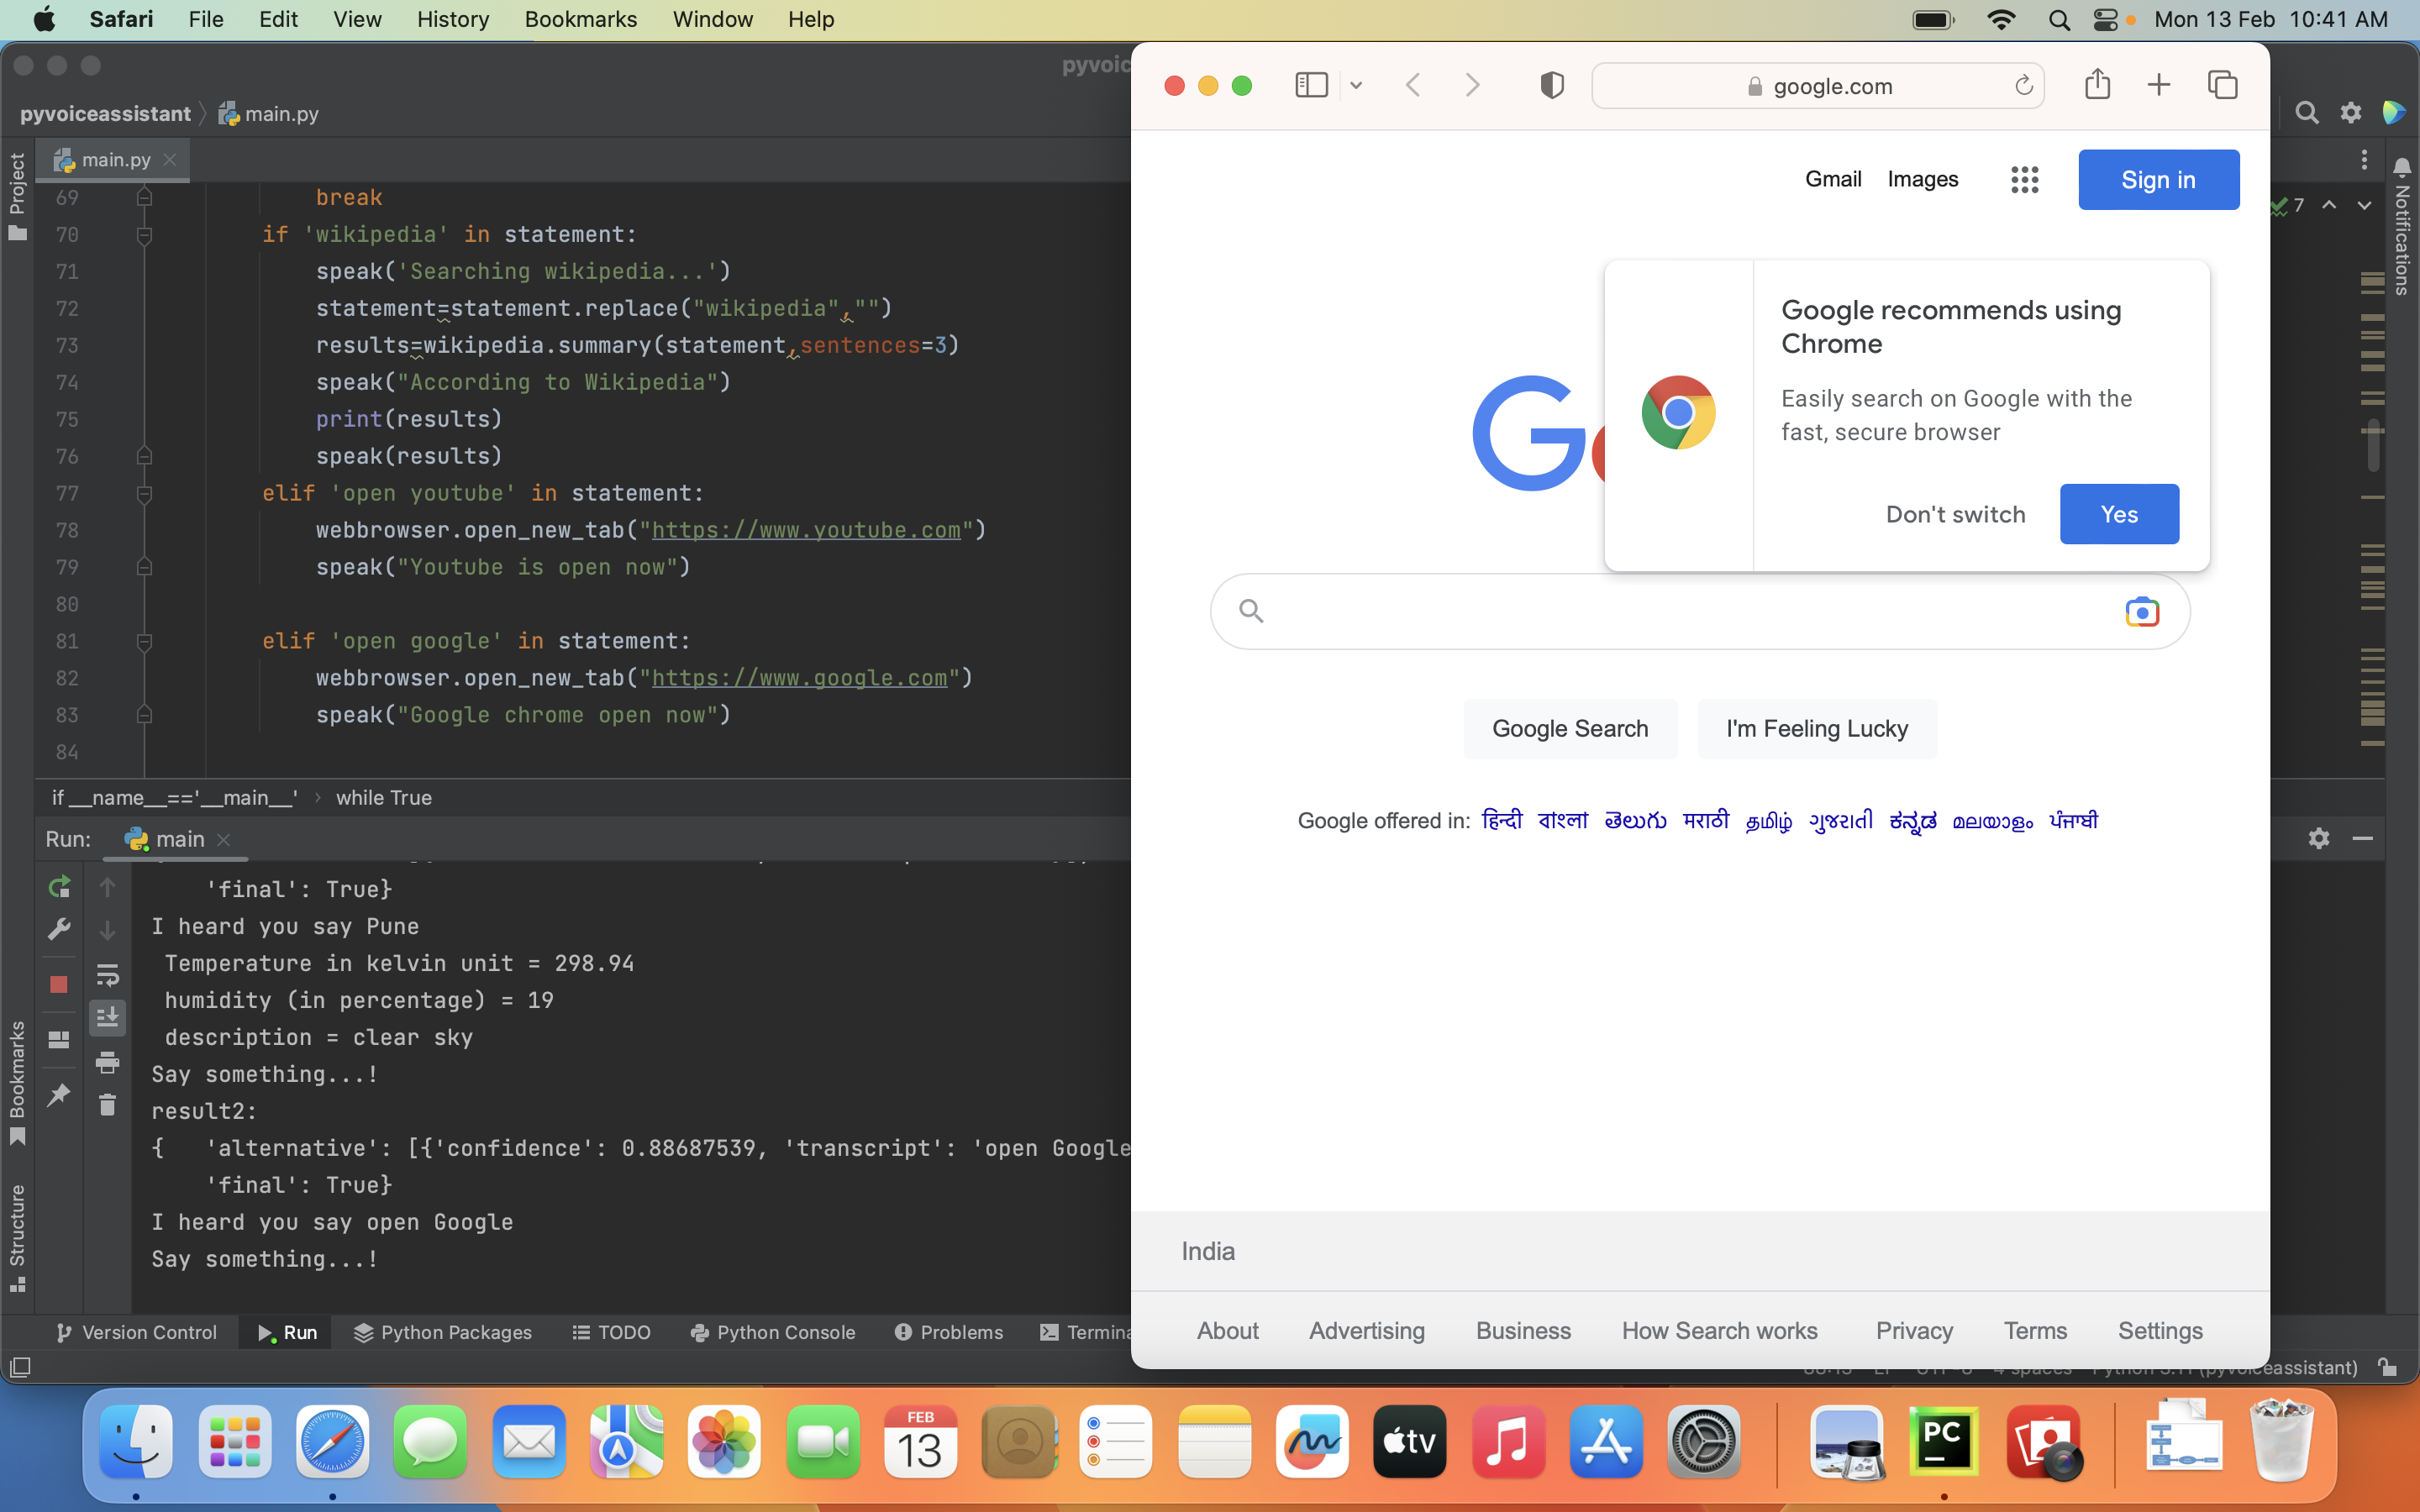 Safari File Edit View History Bookmarks Window Help Mon 13 Feb 10:41 AM
pyvoic
pyvoiceassistant main.py
main.py
Project
69 break
70 if 'wikipedia' in statement:
71 speak('Searching wikipedia...')
72 statement=statement.replace("wikipedia","")
73 results=wikipedia.summary(statement,sentences=3)
74 speak("According to Wikipedia")
75 print(results)
76 speak(results)
77 elif 'open youtube' in statement:
78 webbrowser.open_new_tab("https://www.youtube.com")
79 speak("Youtube is open now")
80
81 elif 'open google' in statement:
82 webbrowser.open_new_tab("https://www.google.com")
83 speak("Google chrome open now")
84
if __name__=='__main__' › while True
Run: main
'final': True}
I heard you say Pune
Temperature in kelvin unit = 298.94
humidity (in percentage) = 19
description = clear sky
Say something...!
result2:
{ 'alternative': [{'confidence': 0.88687539, 'transcript': 'open Google
'final': True}
I heard you say open Google
Say something...!
Bookmarks
Structure
Version Control Run Python Packages TODO Python Console Problems Termina
7
Notifications
google.com
Gmail Images Sign in
G
Google recommends using
Chrome
Easily search on Google with the
fast, secure browser
Don't switch Yes
Google Search I'm Feeling Lucky
Google offered in: हिन्दी বাংলা తెలుగు मराठी தமிழ் ગુજરાતી ಕನ್ನಡ മലയാളം ਪੰਜਾਬੀ
India
About Advertising Business How Search works Privacy Terms Settings
(pyvoiceassistant)
FEB
13
tv
PC